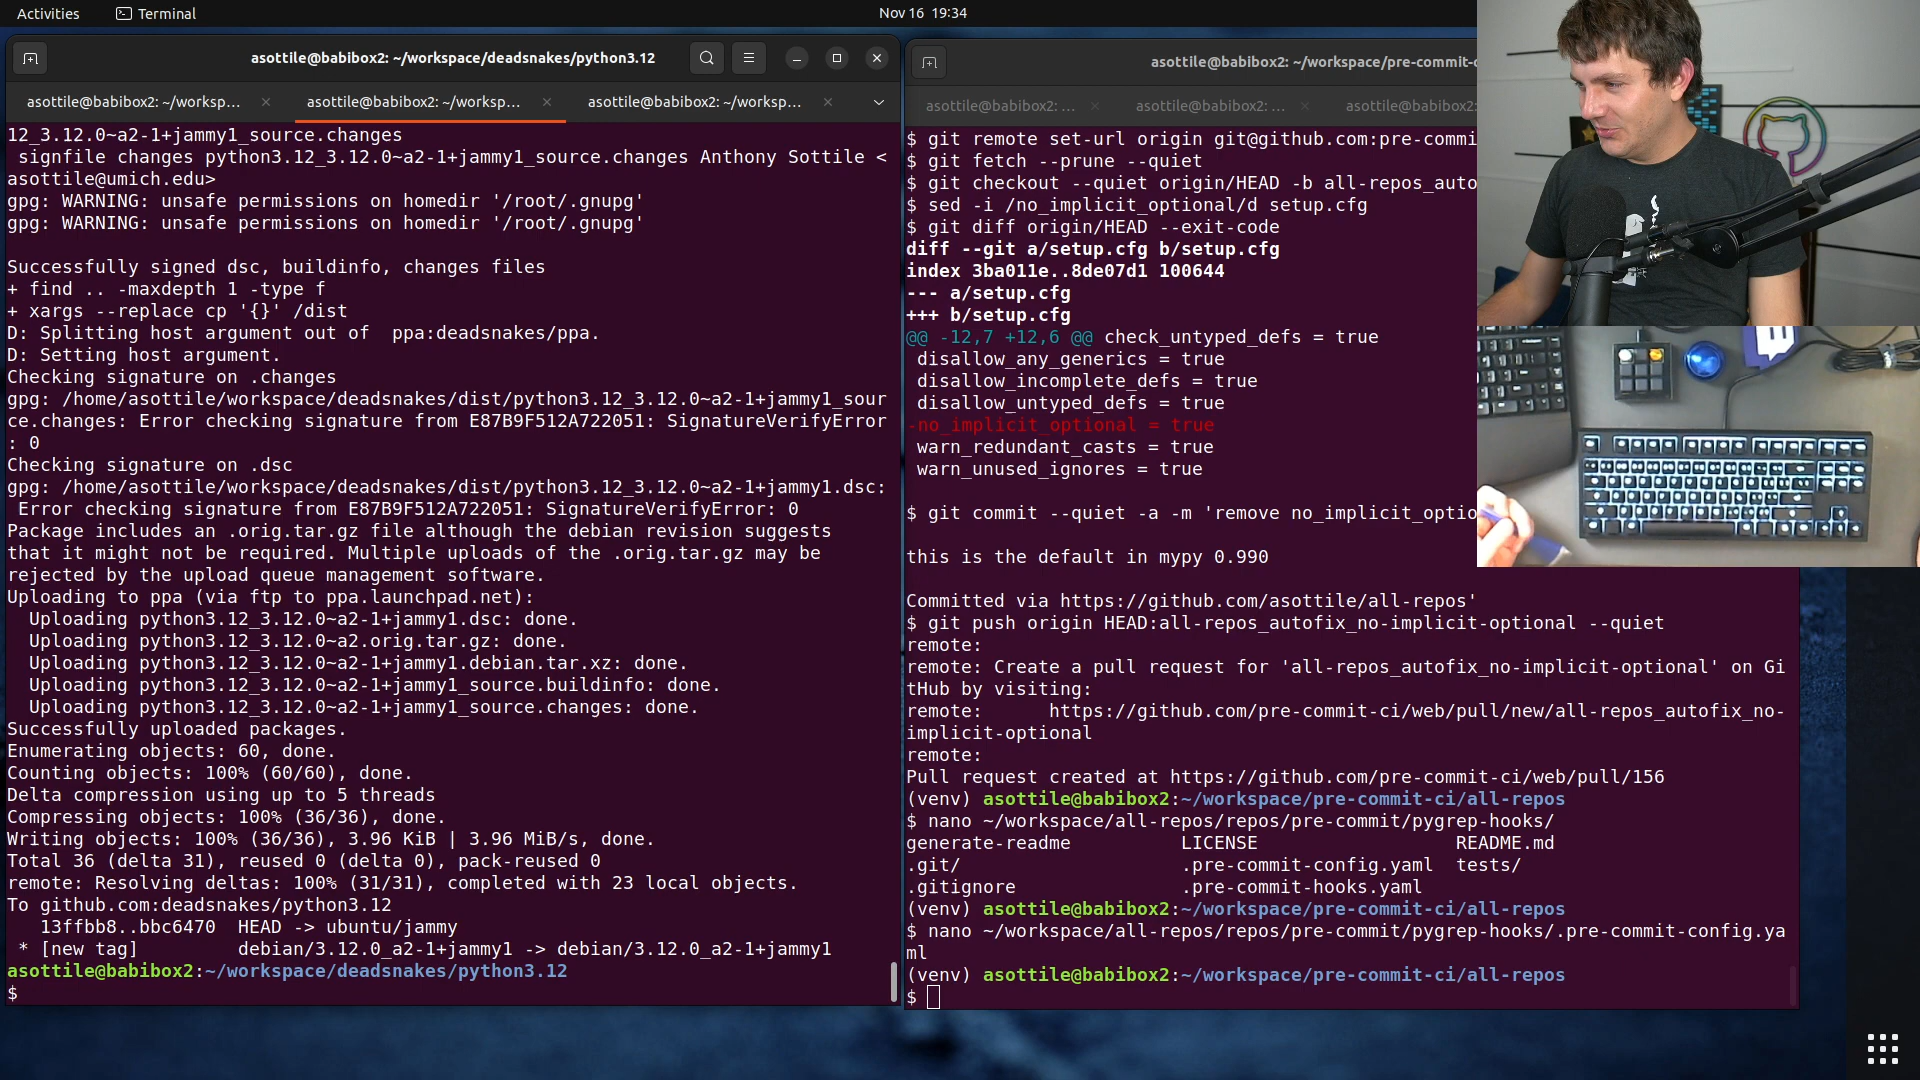 Activities
Terminal
Nov 16 19:34
asottile@babibox2: ~/workspace/deadsnakes/python3.12
asottile@babibox2: ~/worksp...
asottile@babibox2: ~/worksp...
asottile@babibox2: ~/worksp...
12_3.12.0~a2-1+jammy1_source.changes
signfile changes python3.12_3.12.0~a2-1+jammy1_source.changes Anthony Sottile <
asottile@umich.edu>
gpg: WARNING: unsafe permissions on homedir '/root/.gnupg'
gpg: WARNING: unsafe permissions on homedir '/root/.gnupg'
Successfully signed dsc, buildinfo, changes files
+ find .. -maxdepth 1 -type f
+ xargs --replace cp '{}' /dist
D: Splitting host argument out of  ppa:deadsnakes/ppa.
D: Setting host argument.
Checking signature on .changes
gpg: /home/asottile/workspace/deadsnakes/dist/python3.12_3.12.0~a2-1+jammy1_sour
ce.changes: Error checking signature from E87B9F512A722051: SignatureVerifyError
: 0
Checking signature on .dsc
gpg: /home/asottile/workspace/deadsnakes/dist/python3.12_3.12.0~a2-1+jammy1.dsc:
Error checking signature from E87B9F512A722051: SignatureVerifyError: 0
Package includes an .orig.tar.gz file although the debian revision suggests
that it might not be required. Multiple uploads of the .orig.tar.gz may be
rejected by the upload queue management software.
Uploading to ppa (via ftp to ppa.launchpad.net):
Uploading python3.12_3.12.0~a2-1+jammy1.dsc: done.
Uploading python3.12_3.12.0~a2.orig.tar.gz: done.
Uploading python3.12_3.12.0~a2-1+jammy1.debian.tar.xz: done.
Uploading python3.12_3.12.0~a2-1+jammy1_source.buildinfo: done.
Uploading python3.12_3.12.0~a2-1+jammy1_source.changes: done.
Successfully uploaded packages.
Enumerating objects: 60, done.
Counting objects: 100% (60/60), done.
Delta compression using up to 5 threads
Compressing objects: 100% (36/36), done.
Writing objects: 100% (36/36), 3.96 KiB | 3.96 MiB/s, done.
Total 36 (delta 31), reused 0 (delta 0), pack-reused 0
remote: Resolving deltas: 100% (31/31), completed with 23 local objects.
To github.com:deadsnakes/python3.12
13ffbb8..bbc6470  HEAD -> ubuntu/jammy
* [new tag]         debian/3.12.0_a2-1+jammy1 -> debian/3.12.0_a2-1+jammy1
asottile@babibox2:~/workspace/deadsnakes/python3.12
$
asottile@babibox2: ~/workspace/pre-commit-c
asottile@babibox2: ...
asottile@babibox2: ...
asottile@babibox2:
$ git remote set-url origin git@github.com:pre-commi
$ git fetch --prune --quiet
$ git checkout --quiet origin/HEAD -b all-repos_auto
$ sed -i /no_implicit_optional/d setup.cfg
$ git diff origin/HEAD --exit-code
diff --git a/setup.cfg b/setup.cfg
index 3ba011e..8de07d1 100644
--- a/setup.cfg
+++ b/setup.cfg
@@ -12,7 +12,6 @@ check_untyped_defs = true
disallow_any_generics = true
disallow_incomplete_defs = true
disallow_untyped_defs = true
-no_implicit_optional = true
warn_redundant_casts = true
warn_unused_ignores = true
$ git commit --quiet -a -m 'remove no_implicit_optio
this is the default in mypy 0.990
Committed via https://github.com/asottile/all-repos'
$ git push origin HEAD:all-repos_autofix_no-implicit-optional --quiet
remote:
remote: Create a pull request for 'all-repos_autofix_no-implicit-optional' on Gi
tHub by visiting:
remote:      https://github.com/pre-commit-ci/web/pull/new/all-repos_autofix_no-
implicit-optional
remote:
Pull request created at https://github.com/pre-commit-ci/web/pull/156
(venv) asottile@babibox2:~/workspace/pre-commit-ci/all-repos
$ nano ~/workspace/all-repos/repos/pre-commit/pygrep-hooks/
generate-readme          LICENSE                  README.md
.git/                    .pre-commit-config.yaml  tests/
.gitignore               .pre-commit-hooks.yaml
(venv) asottile@babibox2:~/workspace/pre-commit-ci/all-repos
$ nano ~/workspace/all-repos/repos/pre-commit/pygrep-hooks/.pre-commit-config.ya
ml
(venv) asottile@babibox2:~/workspace/pre-commit-ci/all-repos
$